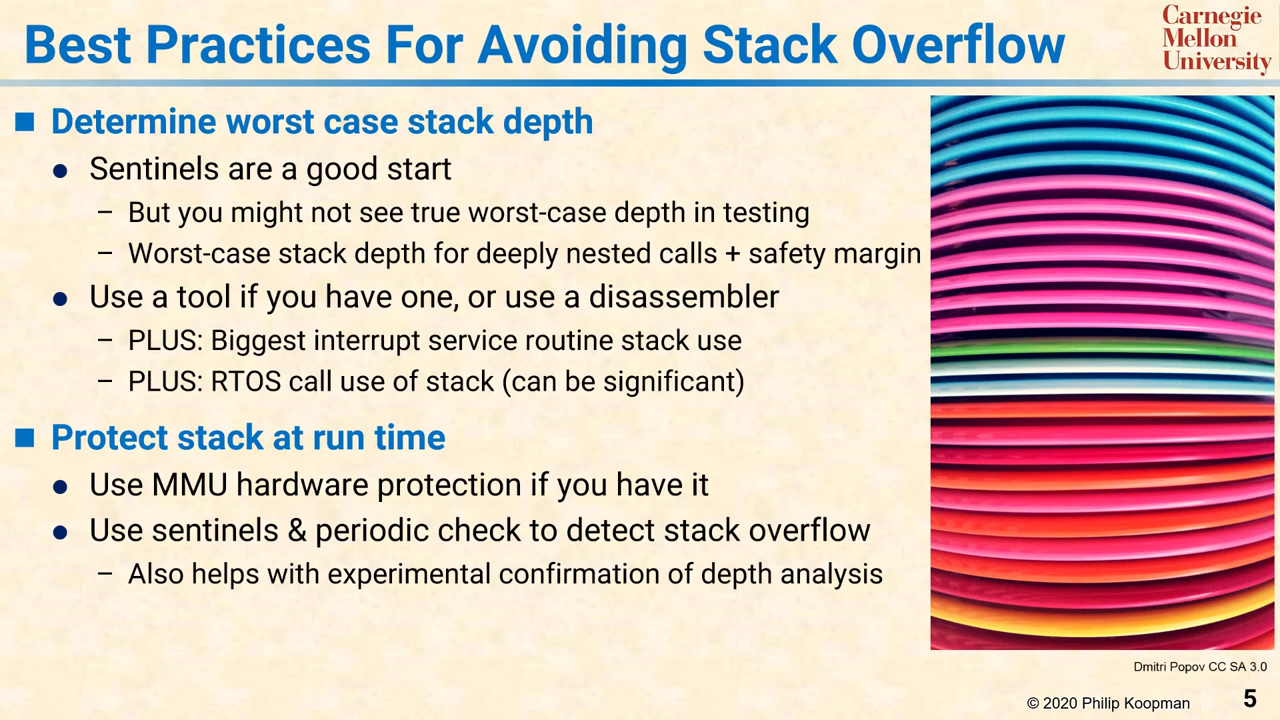 Best Practices For Avoiding Stack Overflow
Carnegie
Mellon
University
■ Determine worst case stack depth
● Sentinels are a good start
– But you might not see true worst-case depth in testing
– Worst-case stack depth for deeply nested calls + safety margin
● Use a tool if you have one, or use a disassembler
– PLUS: Biggest interrupt service routine stack use
– PLUS: RTOS call use of stack (can be significant)
■ Protect stack at run time
● Use MMU hardware protection if you have it
● Use sentinels & periodic check to detect stack overflow
– Also helps with experimental confirmation of depth analysis
Dmitri Popov CC SA 3.0
© 2020 Philip Koopman 5